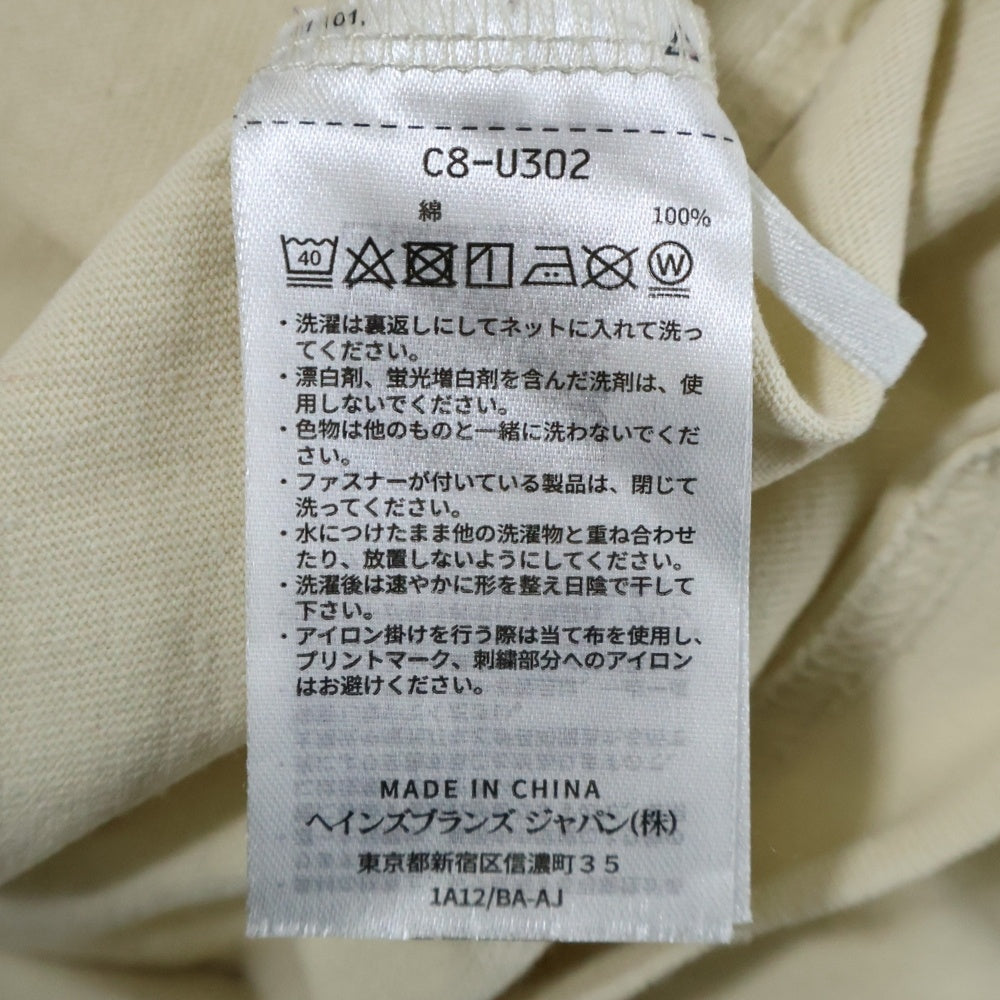 101.
C8-U302
綿 100%
40 W
・洗濯は裏返しにしてネットに入れて洗っ
てください。
・漂白剤、蛍光増白剤を含んだ洗剤は、使
用しないでください。
・色物は他のものと一緒に洗わないでくだ
さい。
・ファスナーが付いている製品は、閉じて
洗ってください。
・水につけたまま他の洗濯物と重ね合わせ
たり、放置しないようにしてください。
・洗濯後は速やかに形を整え日陰で干して
下さい。
・アイロン掛けを行う際は当て布を使用し、
プリントマーク、刺繍部分へのアイロン
はお避けください。
MADE IN CHINA
ヘインズブランズ ジャパン(株)
東京都新宿区信濃町３５
1A12/BA-AJ